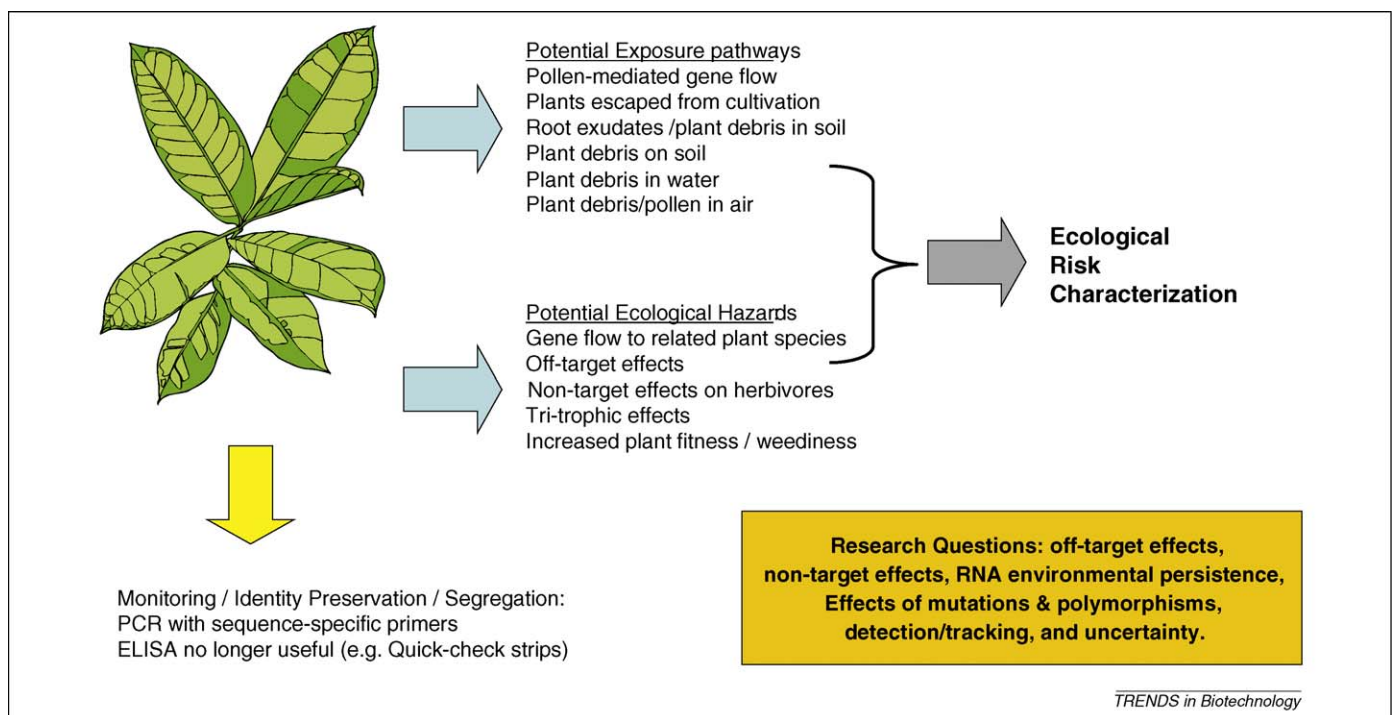 Potential Exposure pathways
Pollen-mediated gene flow
Plants escaped from cultivation
Root exudates /plant debris in soil
Plant debris on soil
Plant debris in water
Plant debris/pollen in air
Ecological
Risk
Characterization
Potential Ecological Hazards
Gene flow to related plant species
Off-target effects
Non-target effects on herbivores
Tri-trophic effects
Increased plant fitness / weediness
Monitoring / Identity Preservation / Segregation:
PCR with sequence-specific primers
ELISA no longer useful (e.g. Quick-check strips)
Research Questions: off-target effects,
non-target effects, RNA environmental persistence,
Effects of mutations & polymorphisms,
detection/tracking, and uncertainty.
TRENDS in Biotechnology